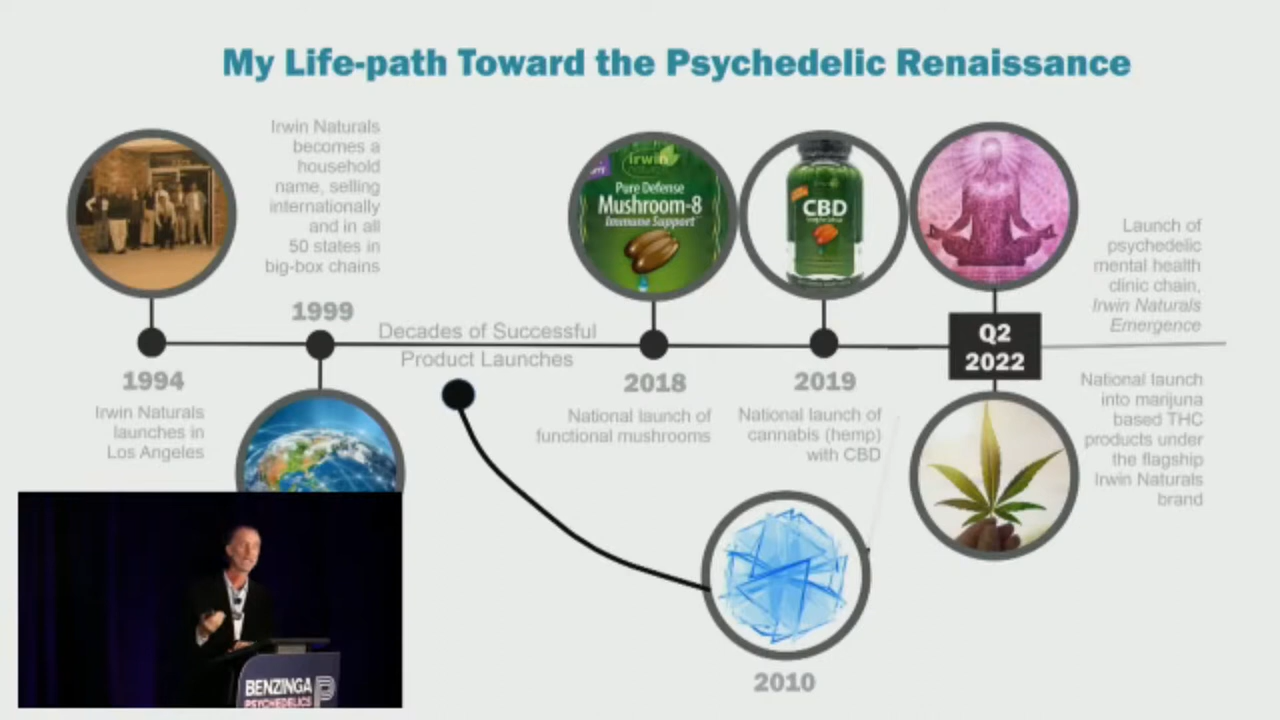 My Life-path Toward the Psychedelic Renaissance
Irwin Naturals
becomes a
household
name, selling
internationally
and in all
50 states in
big-box chains
1999
1994
Irwin Naturals
launches in
Los Angeles
Decades of Successful
Product Launches
irwin
Pure Defense
Mushroom-8
Immune Support
2018
National launch of
functional mushrooms
CBD
2019
National launch of
cannabis (hemp)
with CBD
Q2
2022
Launch of
psychedelic
mental health
clinic chain,
Irwin Naturals
Emergence
National launch
into marijuna
based THC
products under
the flagship
Irwin Naturals
brand
2010
BENZINGA
PSYCHEDELICS